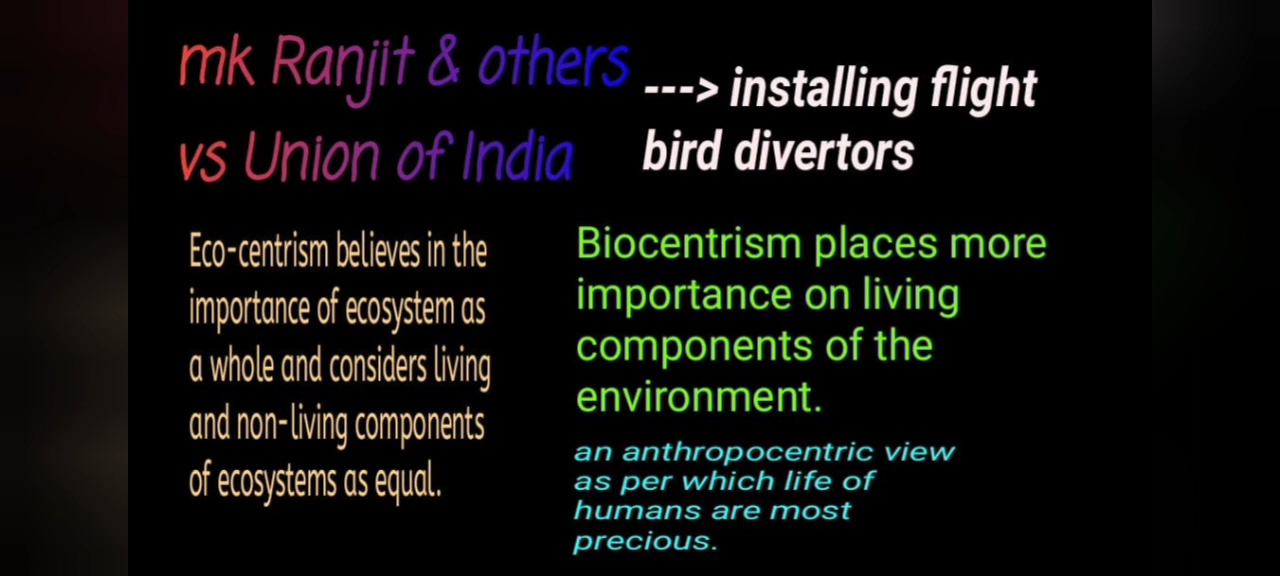 mk Ranjit & others
vs Union of India
---> installing flight
bird divertors
Eco-centrism believes in the
importance of ecosystem as
a whole and considers living
and non-living components
of ecosystems as equal.
Biocentrism places more
importance on living
components of the
environment.
an anthropocentric view
as per which life of
humans are most
precious.